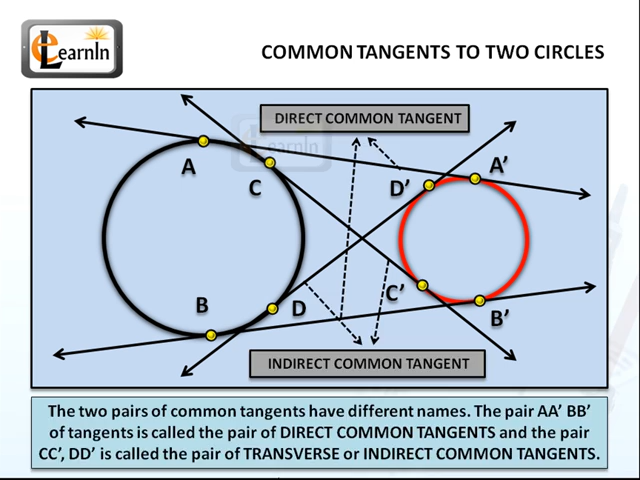 eLearnIn
COMMON TANGENTS TO TWO CIRCLES
DIRECT COMMON TANGENT
LearnIn
A
A’
C
D’
B
D
C’
B’
INDIRECT COMMON TANGENT
The two pairs of common tangents have different names. The pair AA’ BB’
of tangents is called the pair of DIRECT COMMON TANGENTS and the pair
CC’, DD’ is called the pair of TRANSVERSE or INDIRECT COMMON TANGENTS.